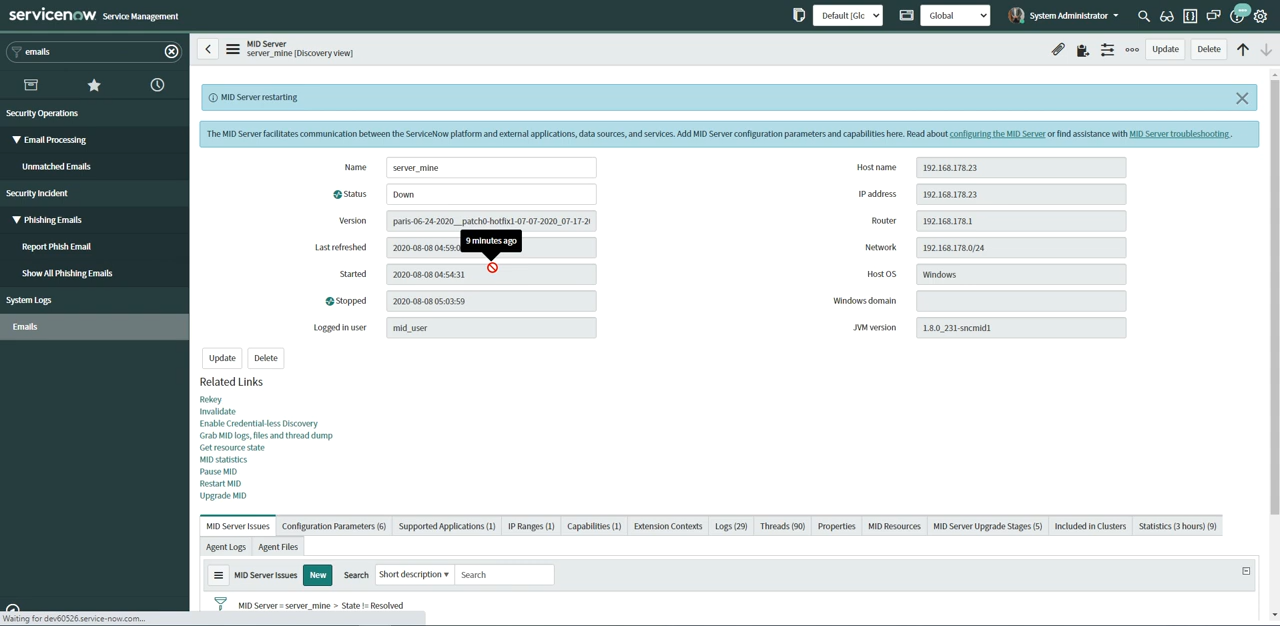 servicenow Service Management
Default [Glc
Global
System Administrator
emails
MID Server
server_mine [Discovery view]
Update
Delete
Security Operations
Email Processing
Unmatched Emails
Security Incident
Phishing Emails
Report Phish Email
Show All Phishing Emails
System Logs
Emails
MID Server restarting
The MID Server facilitates communication between the ServiceNow platform and external applications, data sources, and services. Add MID Server configuration parameters and capabilities here. Read about configuring the MID Server or find assistance with MID Server troubleshooting.
Name server_mine
Status Down
Version paris-06-24-2020__patch0-hotfix1-07-07-2020_07-17-2
9 minutes ago
Last refreshed 2020-08-08 04:59:0
Started 2020-08-08 04:54:31
Stopped 2020-08-08 05:03:59
Logged in user mid_user
Host name 192.168.178.23
IP address 192.168.178.23
Router 192.168.178.1
Network 192.168.178.0/24
Host OS Windows
Windows domain
JVM version 1.8.0_231-sncmid1
Update Delete
Related Links
Rekey
Invalidate
Enable Credential-less Discovery
Grab MID logs, files and thread dump
Get resource state
MID statistics
Pause MID
Restart MID
Upgrade MID
MID Server Issues Configuration Parameters (6) Supported Applications (1) IP Ranges (1) Capabilities (1) Extension Contexts Logs (29) Threads (90) Properties MID Resources MID Server Upgrade Stages (5) Included in Clusters Statistics (3 hours) (9)
Agent Logs Agent Files
MID Server Issues New Search Short description Search
MID Server = server_mine > State != Resolved
Waiting for dev60526.service-now.com...